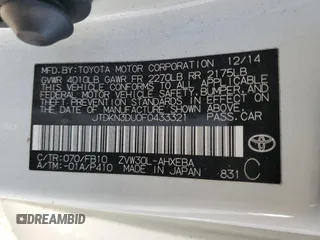 MFD.BY:TOYOTA MOTOR CORPORATION 12/14
GVWR 4010LB GAWR FR 2270LB RR 2175LB
THIS VEHICLE CONFORMS TO ALL APPLICABLE
FEDERAL MOTOR VEHICLE SAFETY, BUMPER, AND
THEFT PREVENTION STANDARDS IN EFFECT ON
THE DATE OF MANUFACTURE SHOWN ABOVE.
JTDKN3DU0F0433321 PASS.CAR
TOYOTA
C/TR:070/FB10 ZVW30L-AHXEBA C
A/TM:-01A/P410 MADE IN JAPAN 831
DREAMBID.COM